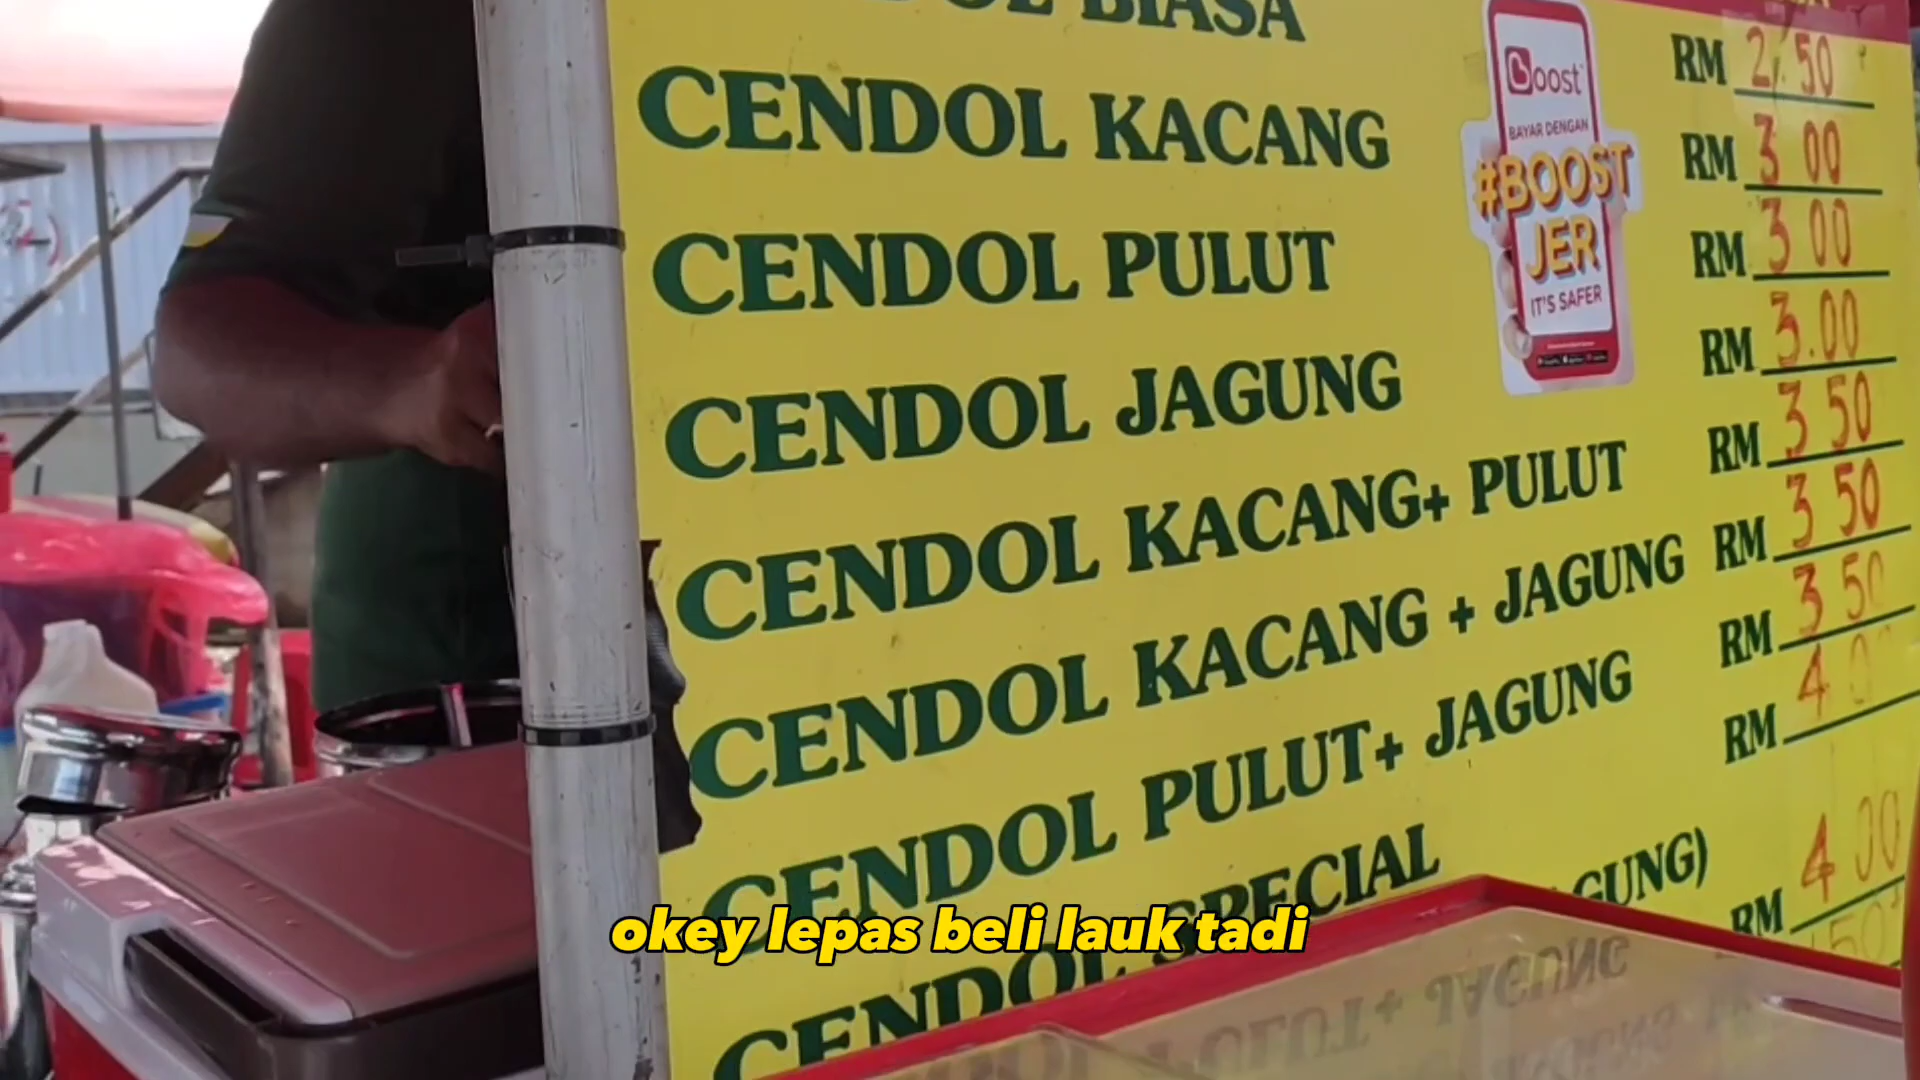 BIASA RM 2.50
CENDOL KACANG RM 3 00
CENDOL PULUT RM 3 00
CENDOL JAGUNG RM 3.00
CENDOL KACANG+ PULUT RM 3 50
CENDOL KACANG + JAGUNG RM 3 50
CENDOL PULUT+ JAGUNG RM 3 50
CENDOL SPECIAL RM 4
CENDOL RM 4 00
Boost
BAYAR DENGAN
#BOOST
JER
IT'S SAFER
okey lepas beli lauk tadi